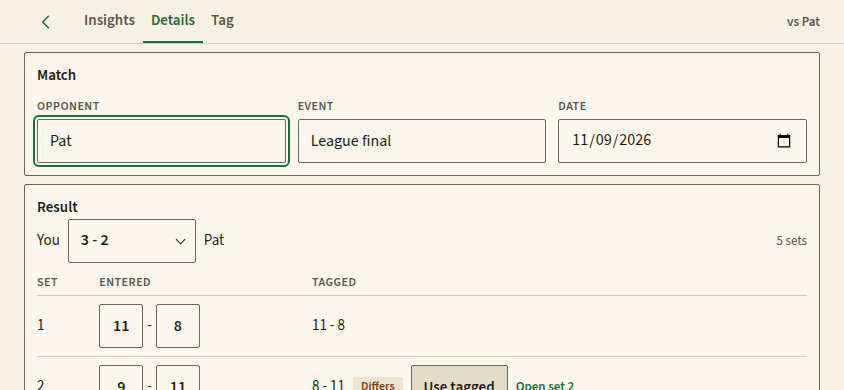 Insights Details Tag vs Pat
Match
OPPONENT EVENT DATE
Pat League final 11/09/2026
Result
You 3 - 2 Pat 5 sets
SET ENTERED TAGGED
1 11 - 8 11 - 8
2 9 - 11 8 - 11 Differs Use tagged Open set 2